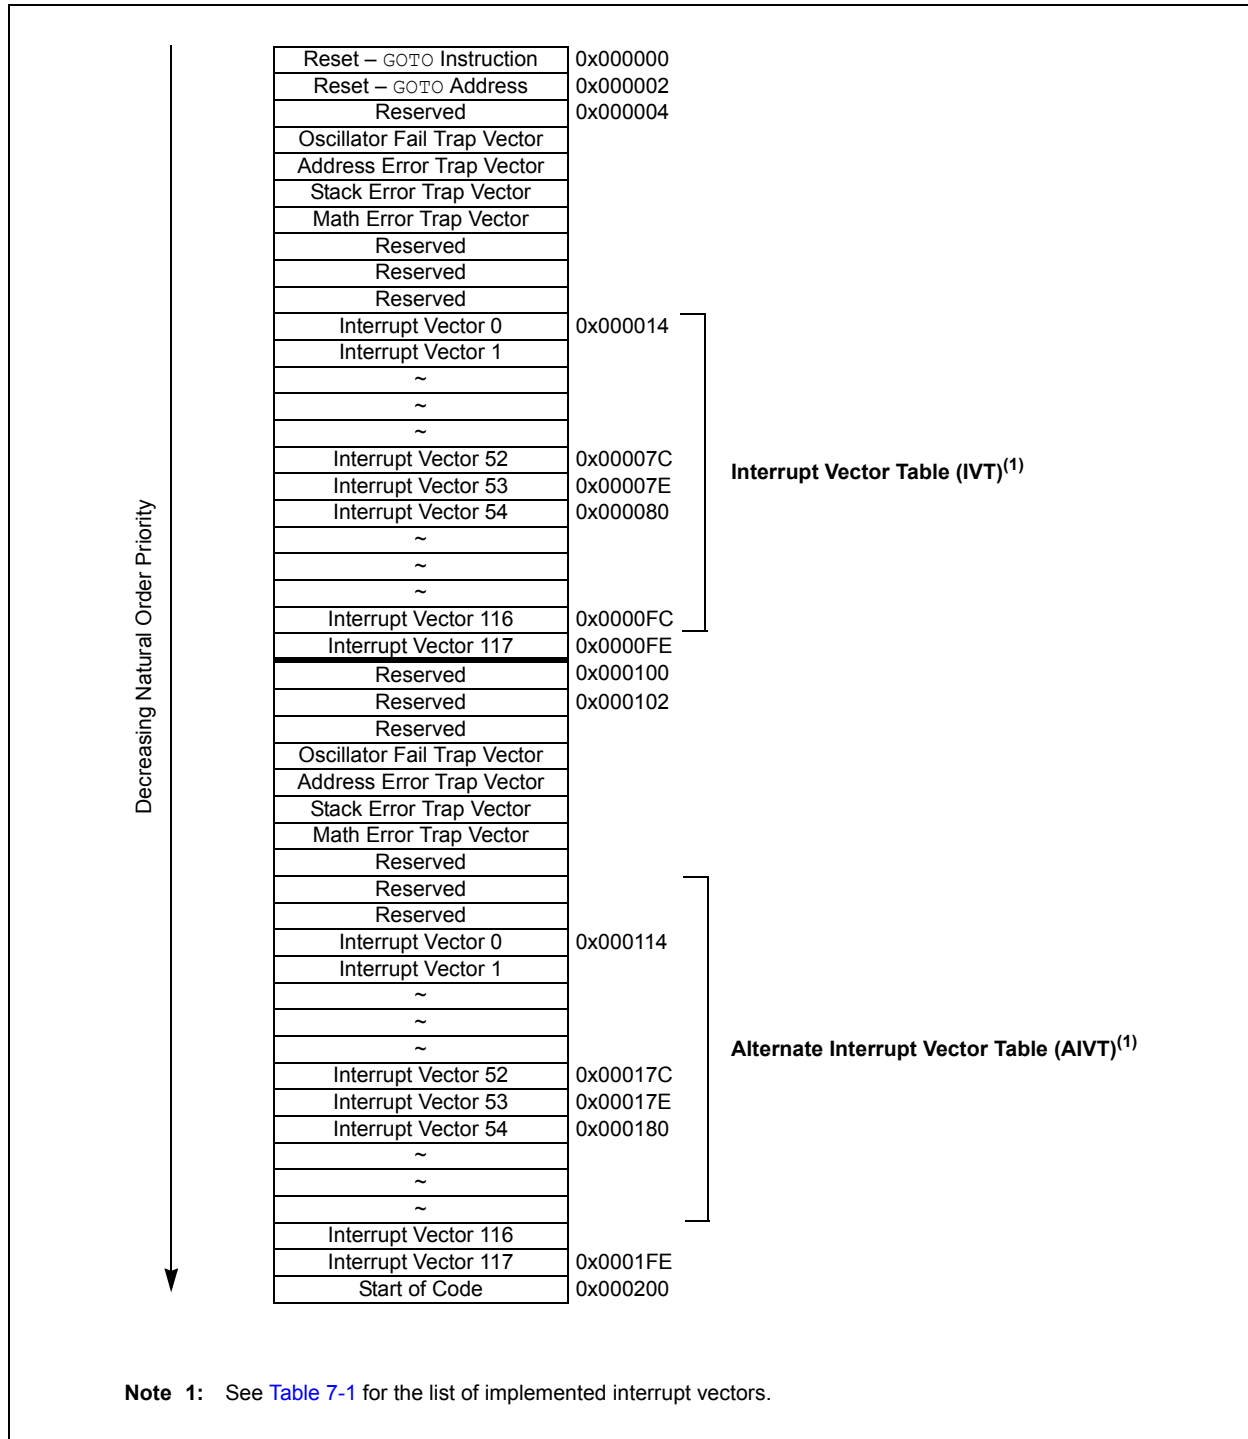 Reset – GOTO Instruction 0x000000
Reset – GOTO Address 0x000002
Reserved 0x000004
Oscillator Fail Trap Vector
Address Error Trap Vector
Stack Error Trap Vector
Math Error Trap Vector
Reserved
Reserved
Reserved
Interrupt Vector 0 0x000014
Interrupt Vector 1
~
~
~
Interrupt Vector 52 0x00007C
Interrupt Vector Table (IVT)(1)
Interrupt Vector 53 0x00007E
Interrupt Vector 54 0x000080
~
~
~
Interrupt Vector 116 0x0000FC
Interrupt Vector 117 0x0000FE
Decreasing Natural Order Priority
Reserved 0x000100
Reserved 0x000102
Reserved
Oscillator Fail Trap Vector
Address Error Trap Vector
Stack Error Trap Vector
Math Error Trap Vector
Reserved
Reserved
Reserved
Interrupt Vector 0 0x000114
Interrupt Vector 1
~
~
~
Alternate Interrupt Vector Table (AIVT)(1)
Interrupt Vector 52 0x00017C
Interrupt Vector 53 0x00017E
Interrupt Vector 54 0x000180
~
~
~
Interrupt Vector 116
Interrupt Vector 117 0x0001FE
Start of Code 0x000200
Note 1: See Table 7-1 for the list of implemented interrupt vectors.